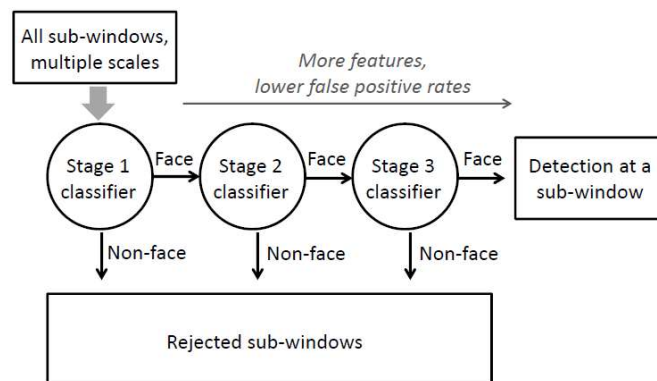 All sub-windows,
multiple scales
More features,
lower false positive rates
Stage 1
classifier
Face
Stage 2
classifier
Face
Stage 3
classifier
Face
Detection at a
sub-window
Non-face
Non-face
Non-face
Rejected sub-windows